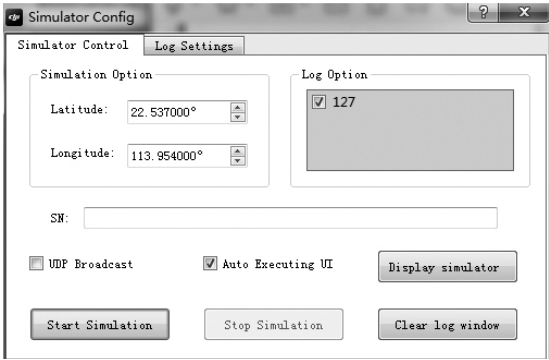 Simulator Config
Simulator Control
Log Settings
Simulation Option
Log Option
Latitude: 22.537000°
127
Longitude: 113.954000°
SN:
UDP Broadcast
Auto Executing UI
Display simulator
Start Simulation
Stop Simulation
Clear log window